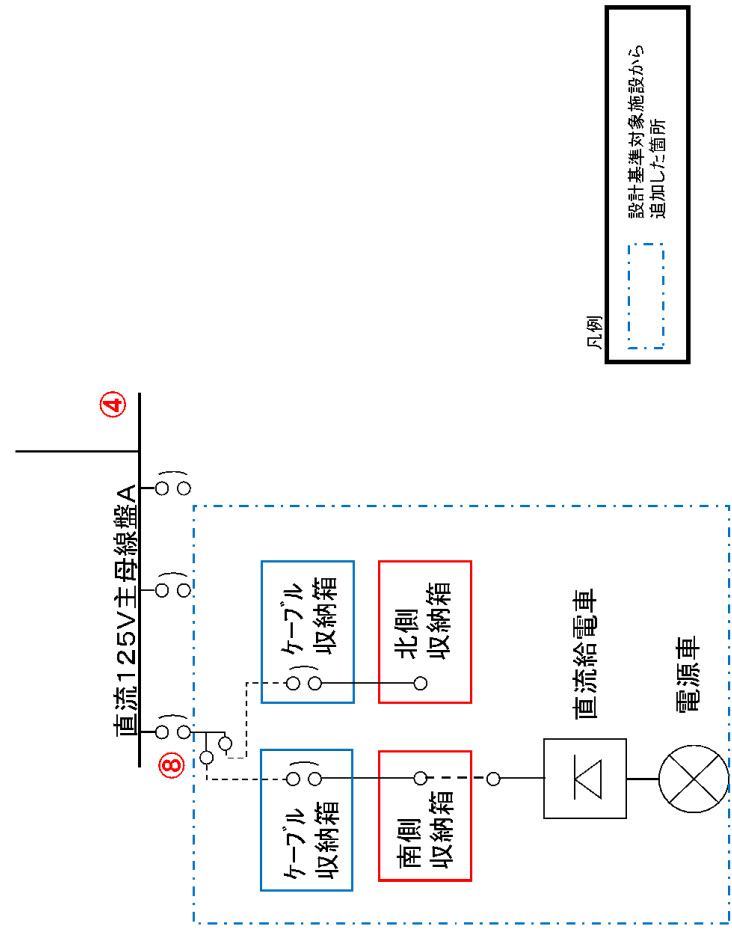 凡例
設計基準対象施設から
追加した箇所
④
直流125V主母線盤A
⑧
ケーブル
収納箱
北側
収納箱
ケーブル
収納箱
南側
収納箱
直流給電車
電源車